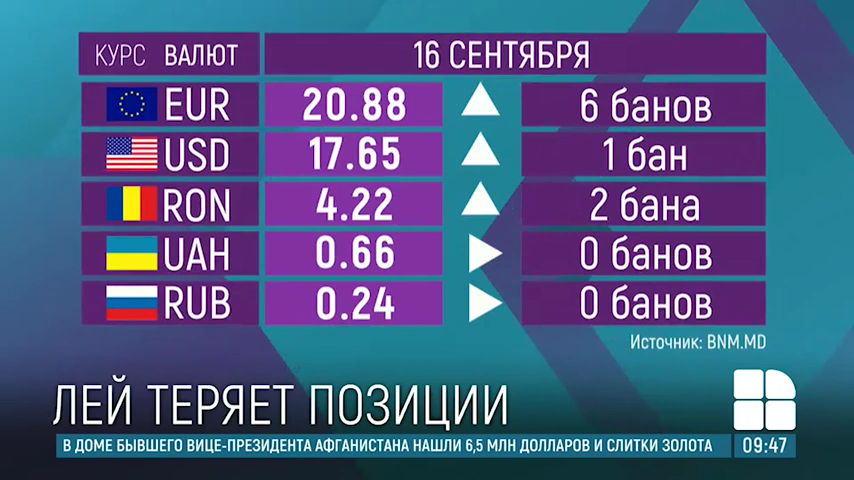 КУРС ВАЛЮТ 16 СЕНТЯБРЯ
EUR 20.88 6 банов
USD 17.65 1 бан
RON 4.22 2 бана
UAH 0.66 0 банов
RUB 0.24 0 банов
Источник: BNM.MD
ЛЕЙ ТЕРЯЕТ ПОЗИЦИИ
В ДОМЕ БЫВШЕГО ВИЦЕ-ПРЕЗИДЕНТА АФГАНИСТАНА НАШЛИ 6,5 МЛН ДОЛЛАРОВ И СЛИТКИ ЗОЛОТА 09:47